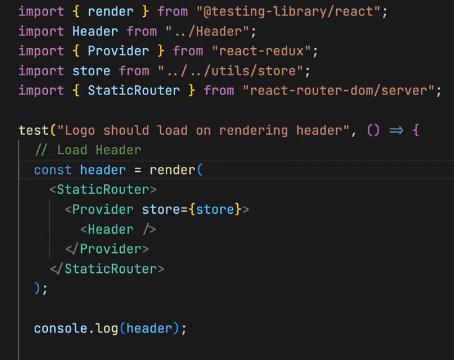 import { render } from "@testing-library/react";
import Header from "../Header";
import { Provider } from "react-redux";
import store from "../../utils/store";
import { StaticRouter } from "react-router-dom/server";
test("Logo should load on rendering header", () => {
// Load Header
const header = render(
<StaticRouter>
<Provider store={store}>
<Header />
</Provider>
</StaticRouter>
);
console.log(header);